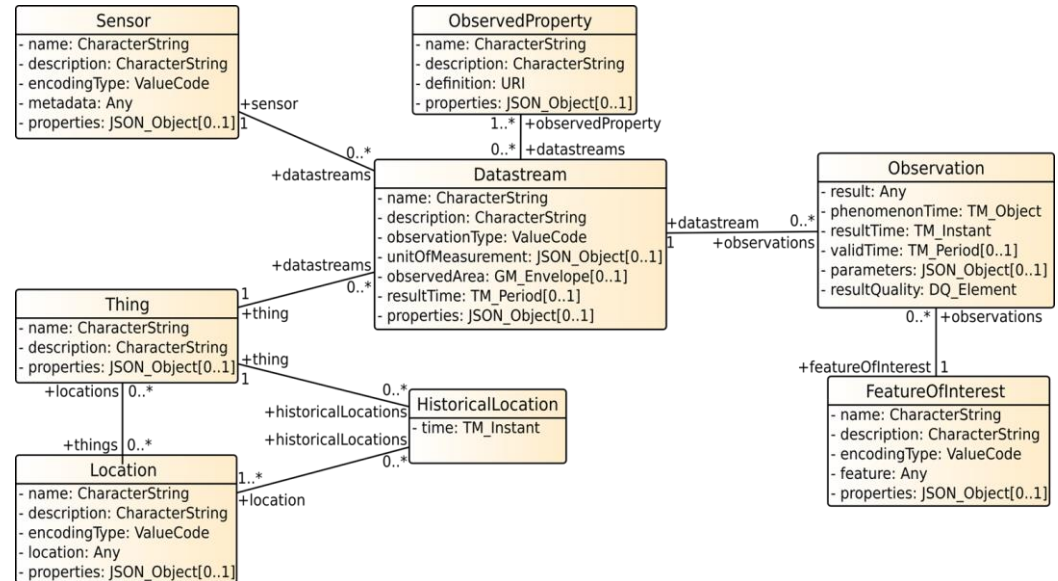 Sensor
- name: CharacterString
- description: CharacterString
- encodingType: ValueCode
- metadata: Any
- properties: JSON_Object[0..1]
+sensor
1
0..*
+datastreams
ObservedProperty
- name: CharacterString
- description: CharacterString
- definition: URI
- properties: JSON_Object[0..1]
1..* +observedProperty
0..* +datastreams
Datastream
- name: CharacterString
- description: CharacterString
- observationType: ValueCode
- unitOfMeasurement: JSON_Object[0..1]
- observedArea: GM_Envelope[0..1]
- resultTime: TM_Period[0..1]
- properties: JSON_Object[0..1]
+datastream
1
0..*
+observations
Observation
- result: Any
- phenomenonTime: TM_Object
- resultTime: TM_Instant
- validTime: TM_Period[0..1]
- parameters: JSON_Object[0..1]
- resultQuality: DQ_Element
0..* +observations
+featureOfInterest 1
FeatureOfInterest
- name: CharacterString
- description: CharacterString
- encodingType: ValueCode
- feature: Any
- properties: JSON_Object[0..1]
+datastreams
0..*
1
+thing
Thing
- name: CharacterString
- description: CharacterString
- properties: JSON_Object[0..1]
+thing
1
0..*
+historicalLocations
HistoricalLocation
- time: TM_Instant
+historicalLocations
0..*
1..*
+location
+locations 0..*
+things 0..*
Location
- name: CharacterString
- description: CharacterString
- encodingType: ValueCode
- location: Any
- properties: JSON_Object[0..1]